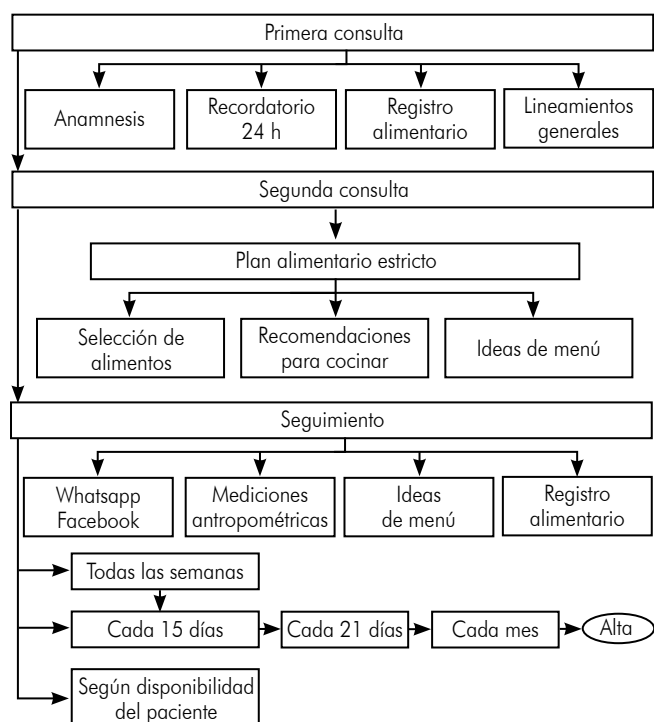 Primera consulta
Anamnesis
Recordatorio
24 h
Registro
alimentario
Lineamientos
generales
Segunda consulta
Plan alimentario estricto
Selección de
alimentos
Recomendaciones
para cocinar
Ideas de menú
Seguimiento
Whatsapp
Facebook
Mediciones
antropométricas
Ideas
de menú
Registro
alimentario
Todas las semanas
Cada 15 días
Cada 21 días
Cada mes
Alta
Según disponibilidad
del paciente